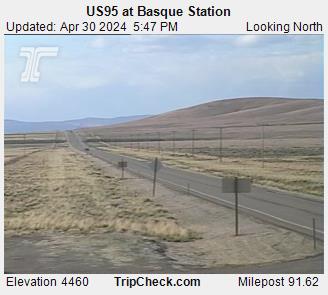 US95 at Basque Station
Updated: Apr 30 2024 5:47 PM Looking North
Elevation 4460 TripCheck.com Milepost 91.62